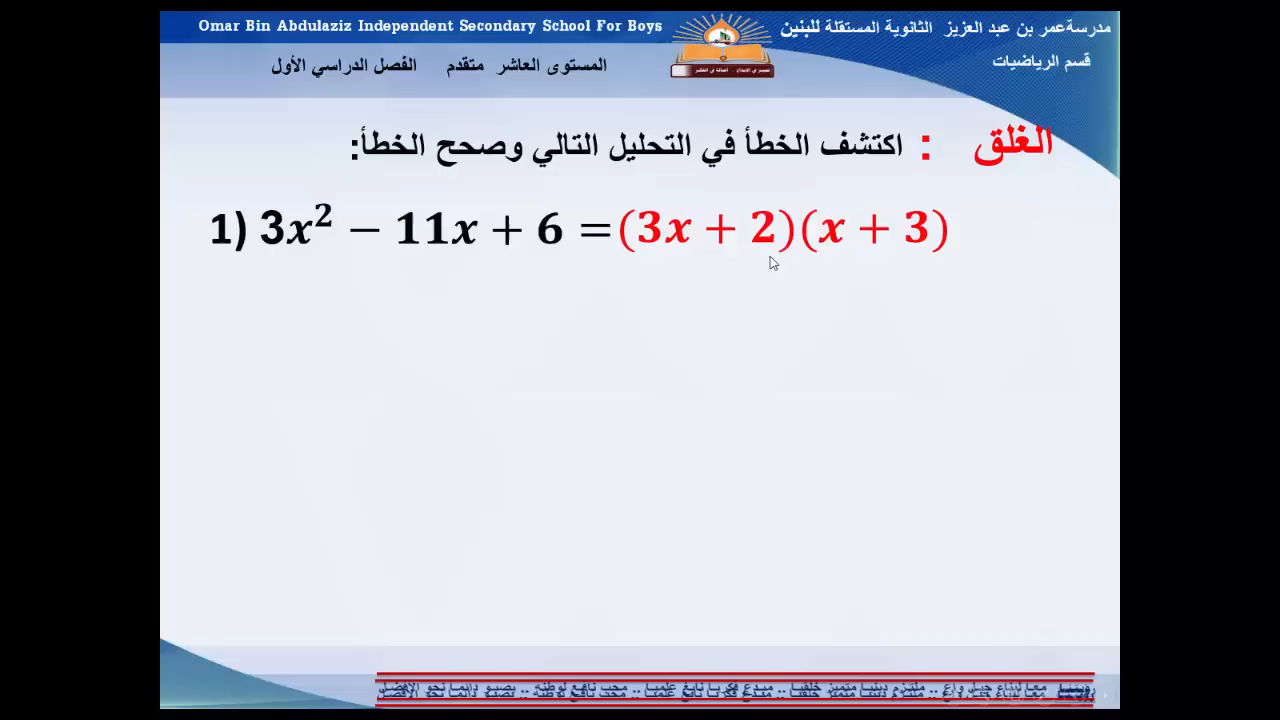 Omar Bin Abdulaziz Independent Secondary School For Boys
مدرسةعمر بن عبد العزيز الثانوية المستقلة للبنين
قسم الرياضيات
المستوى العاشر متقدم الفصل الدراسي الأول
الغلق : اكتشف الخطأ في التحليل التالي وصحح الخطأ:
1) 3x² − 11x + 6 = (3x + 2)(x + 3)